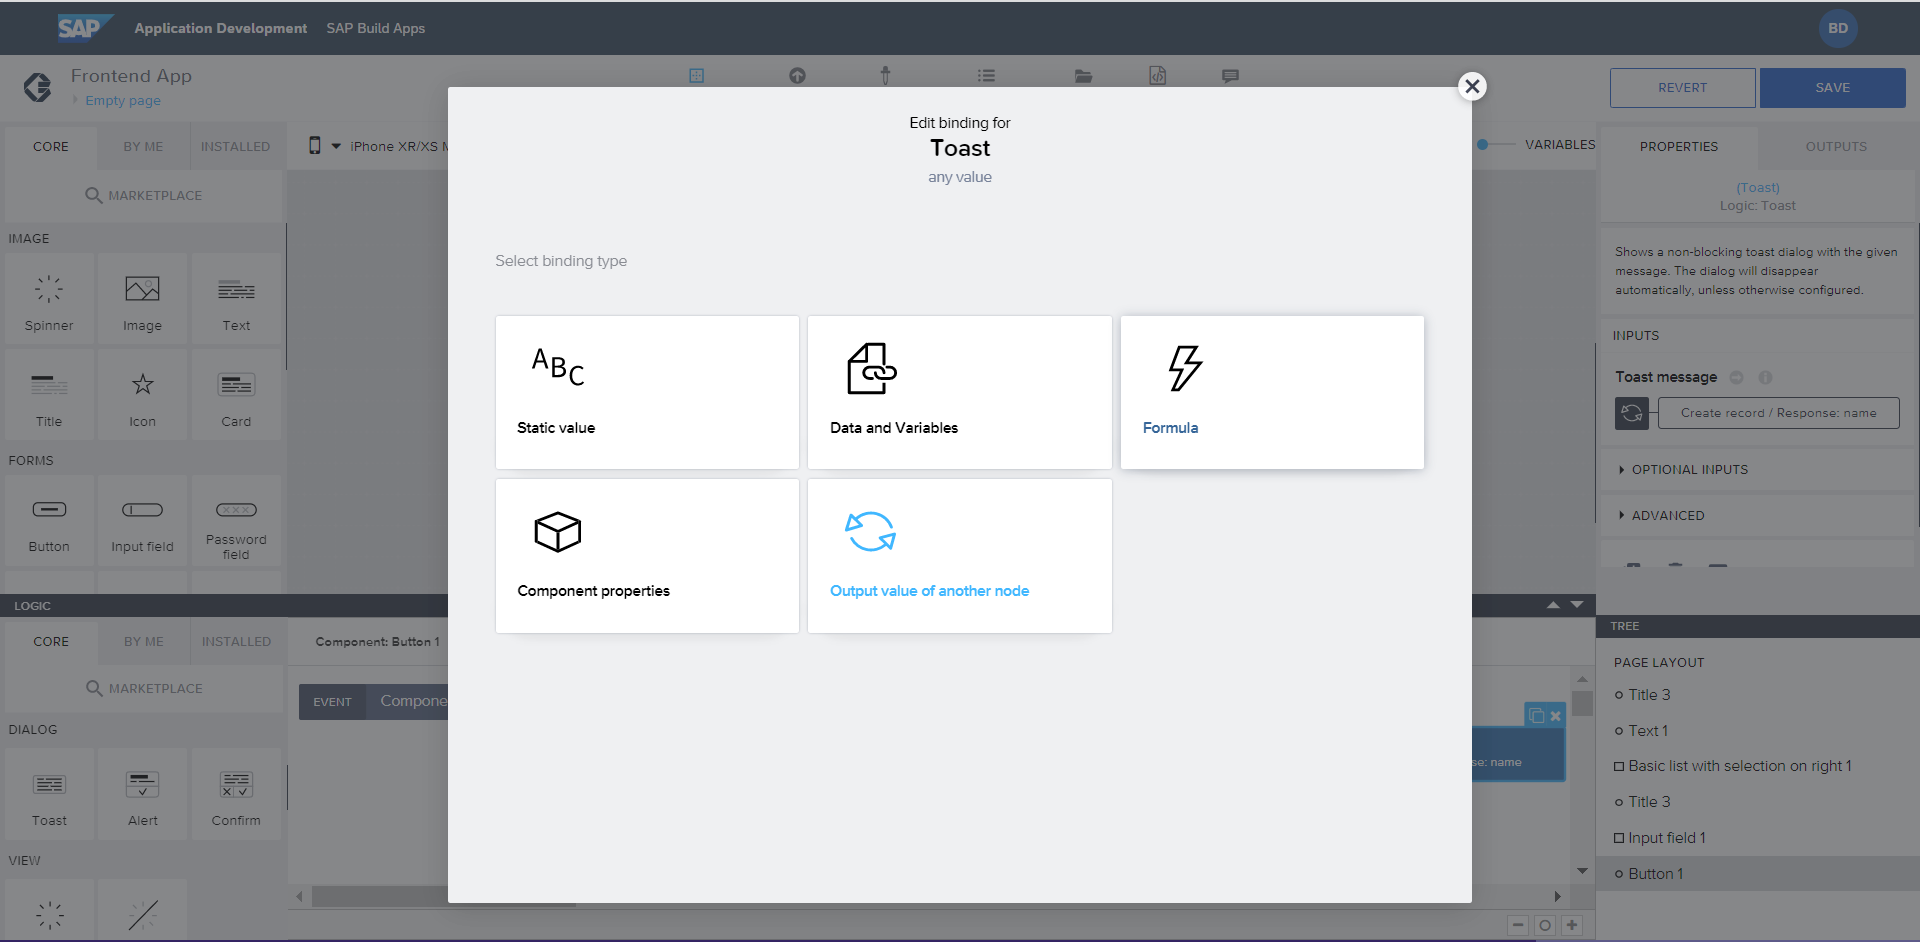 SAP
Application Development
SAP Build Apps
BD
Frontend App
Empty page
REVERT
SAVE
CORE
BY ME
INSTALLED
MARKETPLACE
iPhone XR/XS
VARIABLES
IMAGE
Spinner
Image
Text
Title
Icon
Card
FORMS
Button
Input field
Password
field
Edit binding for
Toast
any value
Select binding type
ABC
Static value
Data and Variables
Formula
Component properties
Output value of another node
PROPERTIES
OUTPUTS
(Toast)
Logic: Toast
Shows a non-blocking toast dialog with the given
message. The dialog will disappear
automatically, unless otherwise configured.
INPUTS
Toast message
Create record / Response: name
OPTIONAL INPUTS
ADVANCED
LOGIC
CORE
BY ME
INSTALLED
MARKETPLACE
Component: Button 1
EVENT
Compone
se: name
DIALOG
Toast
Alert
Confirm
VIEW
TREE
PAGE LAYOUT
Title 3
Text 1
Basic list with selection on right 1
Title 3
Input field 1
Button 1